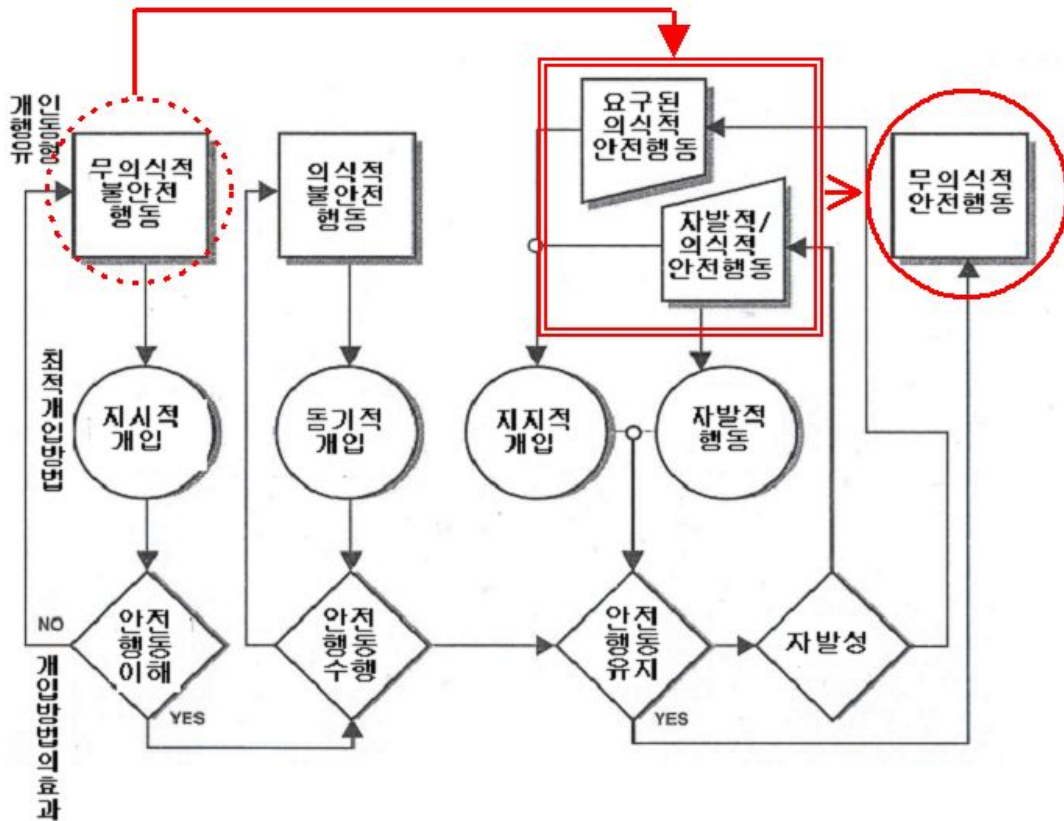 개인
행동
유형
무의식적
불안전
행동
의식적
불안전
행동
요구된
의식적
안전행동
자발적/
의식적
안전행동
무의식적
안전행동
최적개입방법
지시적
개입
동기적
개입
지지적
개입
자발적
행동
안전
행동
이해
안전
행동
수행
안전
행동
유지
자발성
NO
YES
YES
개입방법의효과